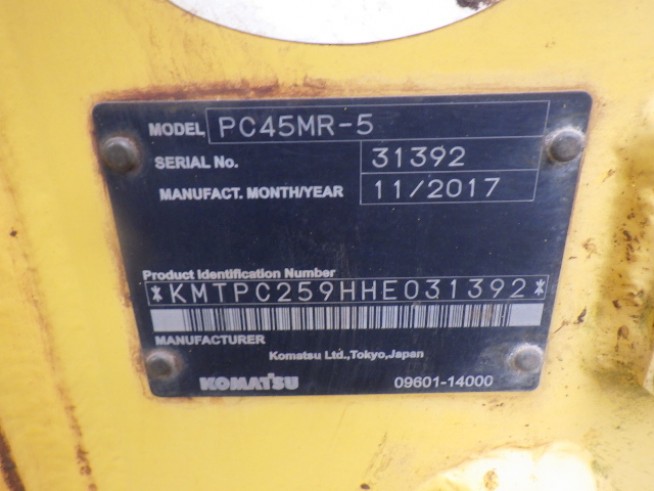 MODEL PC45MR-5
SERIAL No. 31392
MANUFACT. MONTH/YEAR 11/2017
Product Identification Number
*KMTPC259HHE031392*
MANUFACTURER
Komatsu Ltd.,Tokyo,Japan
KOMATSU 09601-14000